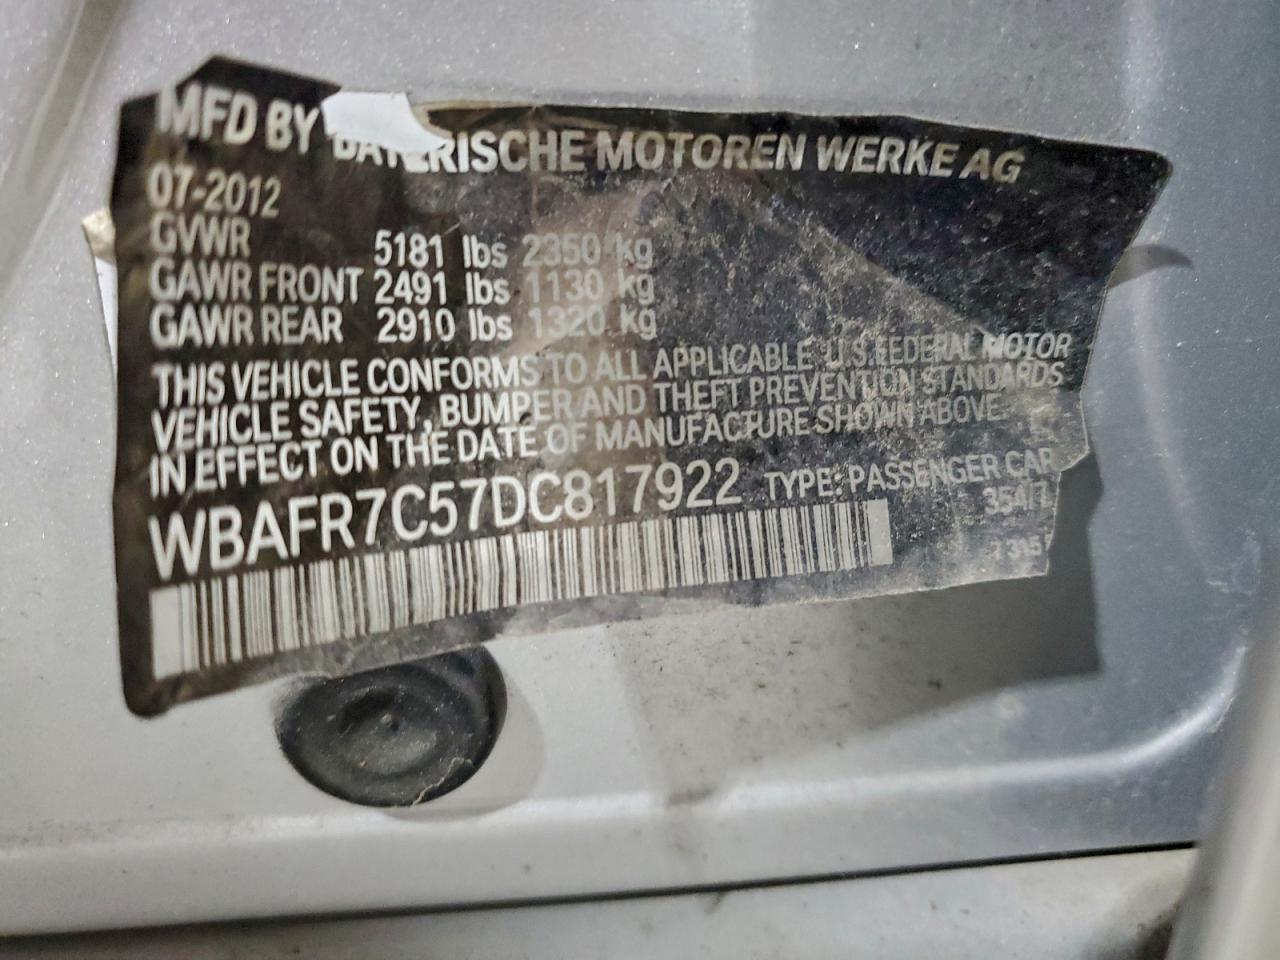 MFD BY BAYERISCHE MOTOREN WERKE AG
07-2012
GVWR 5181 lbs 2350 kg
GAWR FRONT 2491 lbs 1130 kg
GAWR REAR 2910 lbs 1320 kg
THIS VEHICLE CONFORMS TO ALL APPLICABLE U.S.FEDERAL MOTOR
VEHICLE SAFETY, BUMPER AND THEFT PREVENTION STANDARDS
IN EFFECT ON THE DATE OF MANUFACTURE SHOWN ABOVE.
WBAFR7C57DC817922 TYPE: PASSENGER CAR